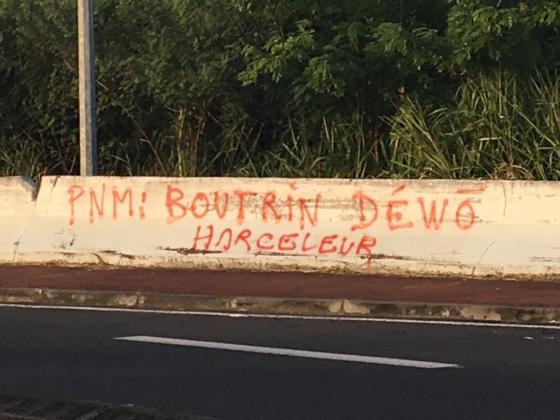 PNMi BOUTRIN DÉWÒ
HARCELEUR